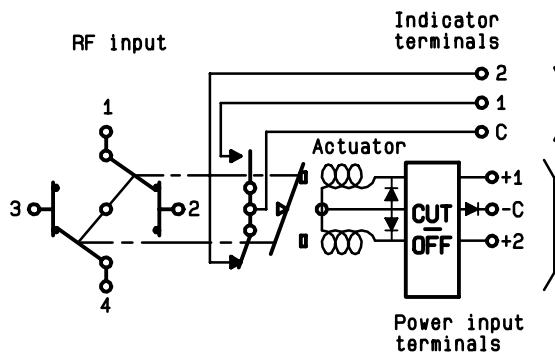 Indicator
terminals
RF input
2
1
C
1
Actuator
3
2
+1
-C
+2
CUT
OFF
4
Power input
terminals